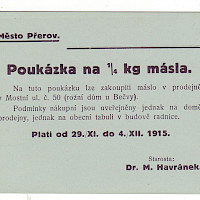 Město Přerov.
Poukázka na ¼ kg másla.
Na tuto poukázku lze zakoupiti máslo v prodejně
v Mostní ul. č. 50 (rožní dům u Bečvy)
Podmínky nákupní jsou uveřejněny jednak na domě
prodejny, jednak na obecní tabuli v budově radnice.
Platí od 29. XI. do 4. XII. 1915.
Starosta:
Dr. M. Havránek